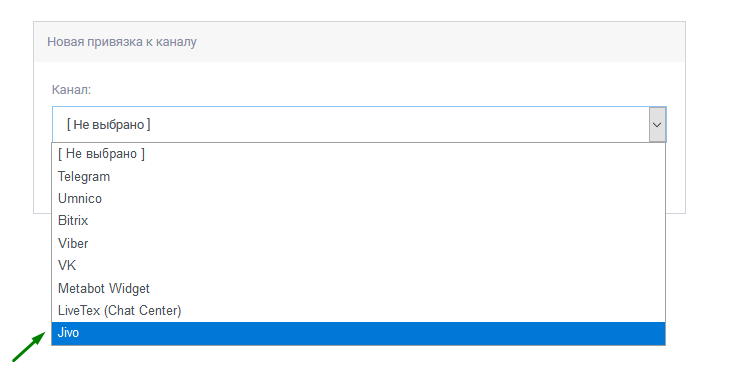 Новая привязка к каналу
Канал:
[ Не выбрано ]
[ Не выбрано ]
Telegram
Umnico
Bitrix
Viber
VK
Metabot Widget
LiveTex (Chat Center)
Jivo